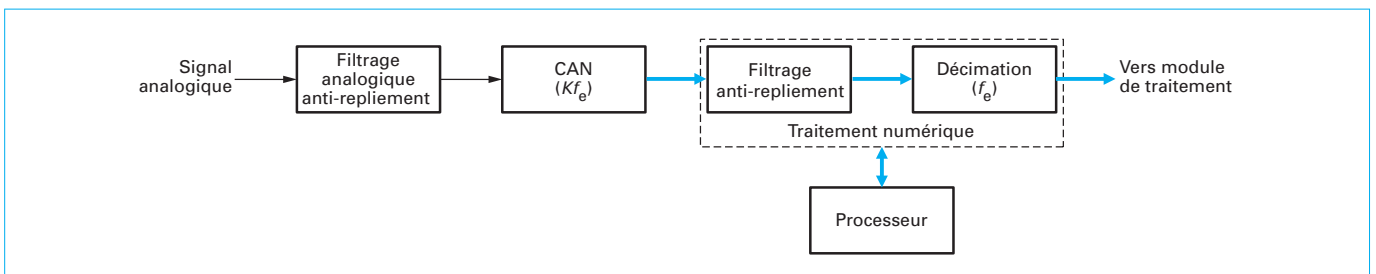 Signal
analogique
Filtrage
analogique
anti-repliement
CAN
(Kfe)
Filtrage
anti-repliement
Décimation
(fe)
Vers module
de traitement
Traitement numérique
Processeur